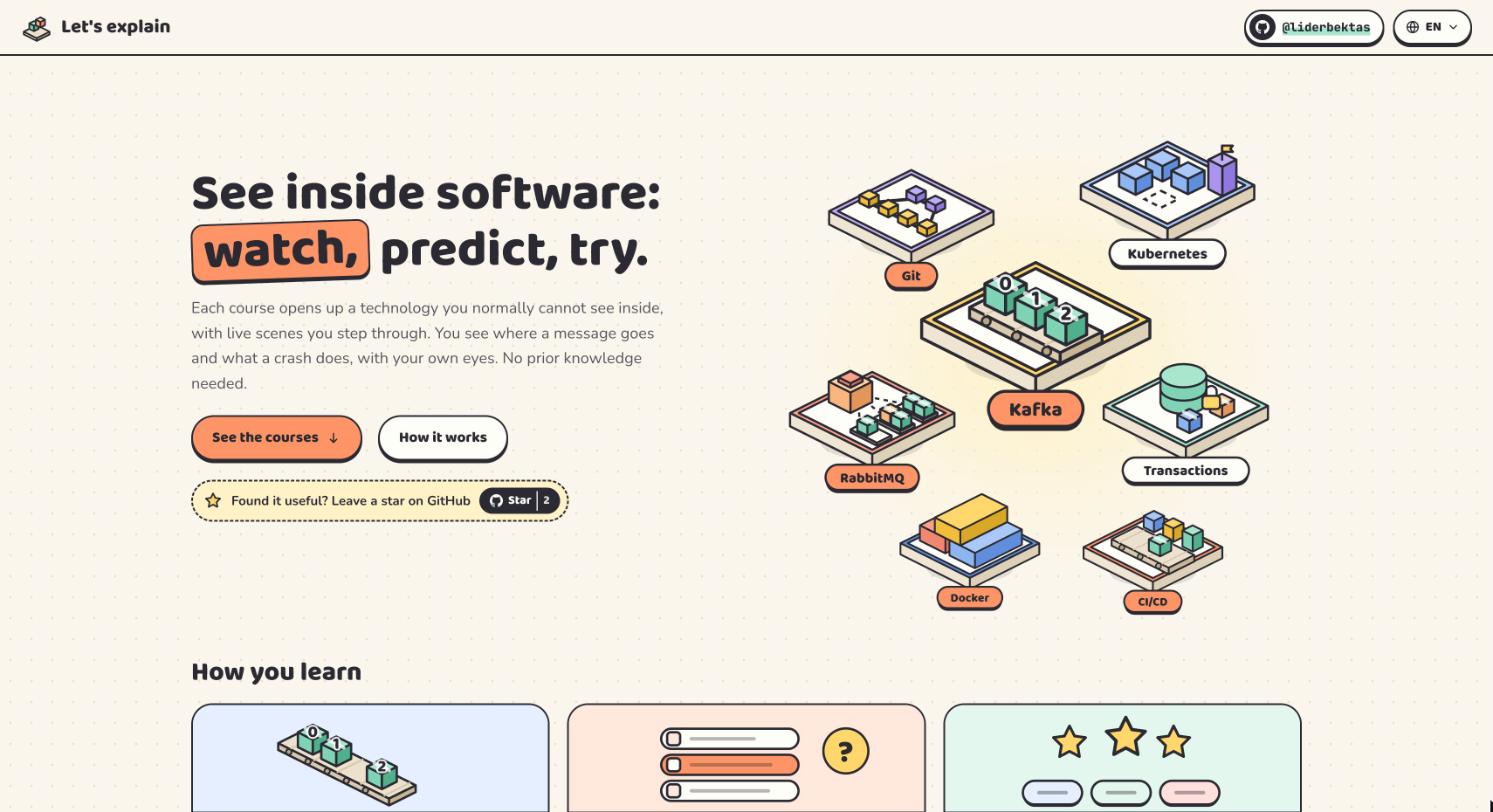 Let's explain
@liderbektas
EN
See inside software:
watch, predict, try.
Each course opens up a technology you normally cannot see inside,
with live scenes you step through. You see where a message goes
and what a crash does, with your own eyes. No prior knowledge
needed.
See the courses ↓
How it works
Found it useful? Leave a star on GitHub
Star 2
Git
Kubernetes
0
1
2
Kafka
RabbitMQ
Transactions
Docker
CI/CD
How you learn
0
1
2
?